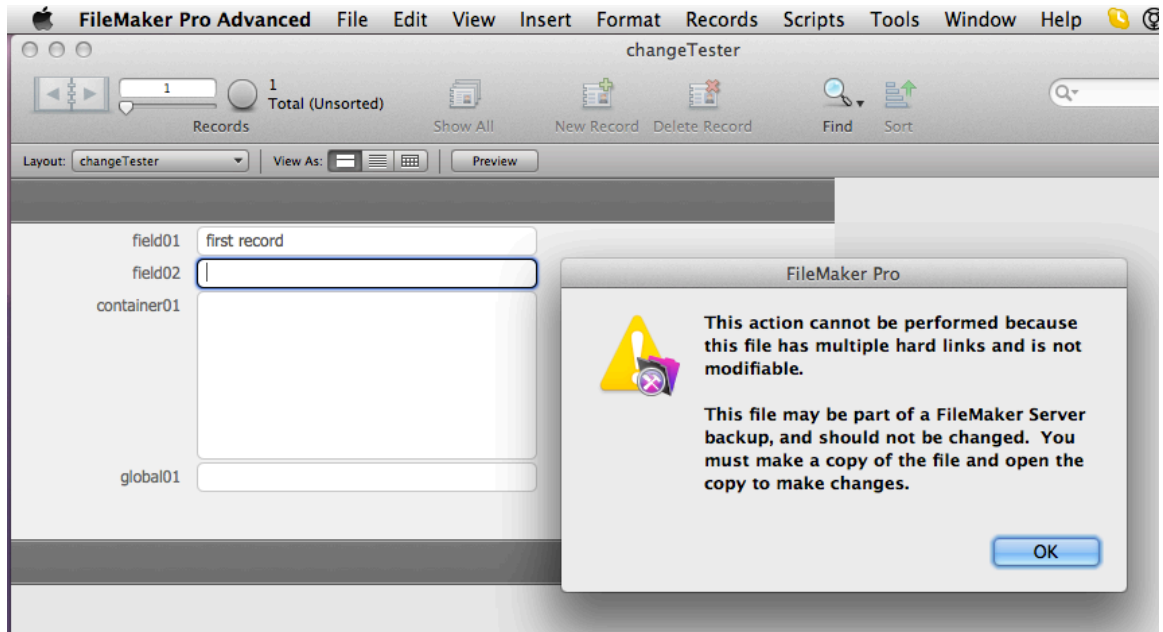 FileMaker Pro Advanced File Edit View Insert Format Records Scripts Tools Window Help
changeTester
1
1
Total (Unsorted)
Records
Show All
New Record
Delete Record
Find
Sort
Layout: changeTester
View As:
Preview
field01
first record
field02
container01
global01
FileMaker Pro
This action cannot be performed because
this file has multiple hard links and is not
modifiable.
This file may be part of a FileMaker Server
backup, and should not be changed. You
must make a copy of the file and open the
copy to make changes.
OK